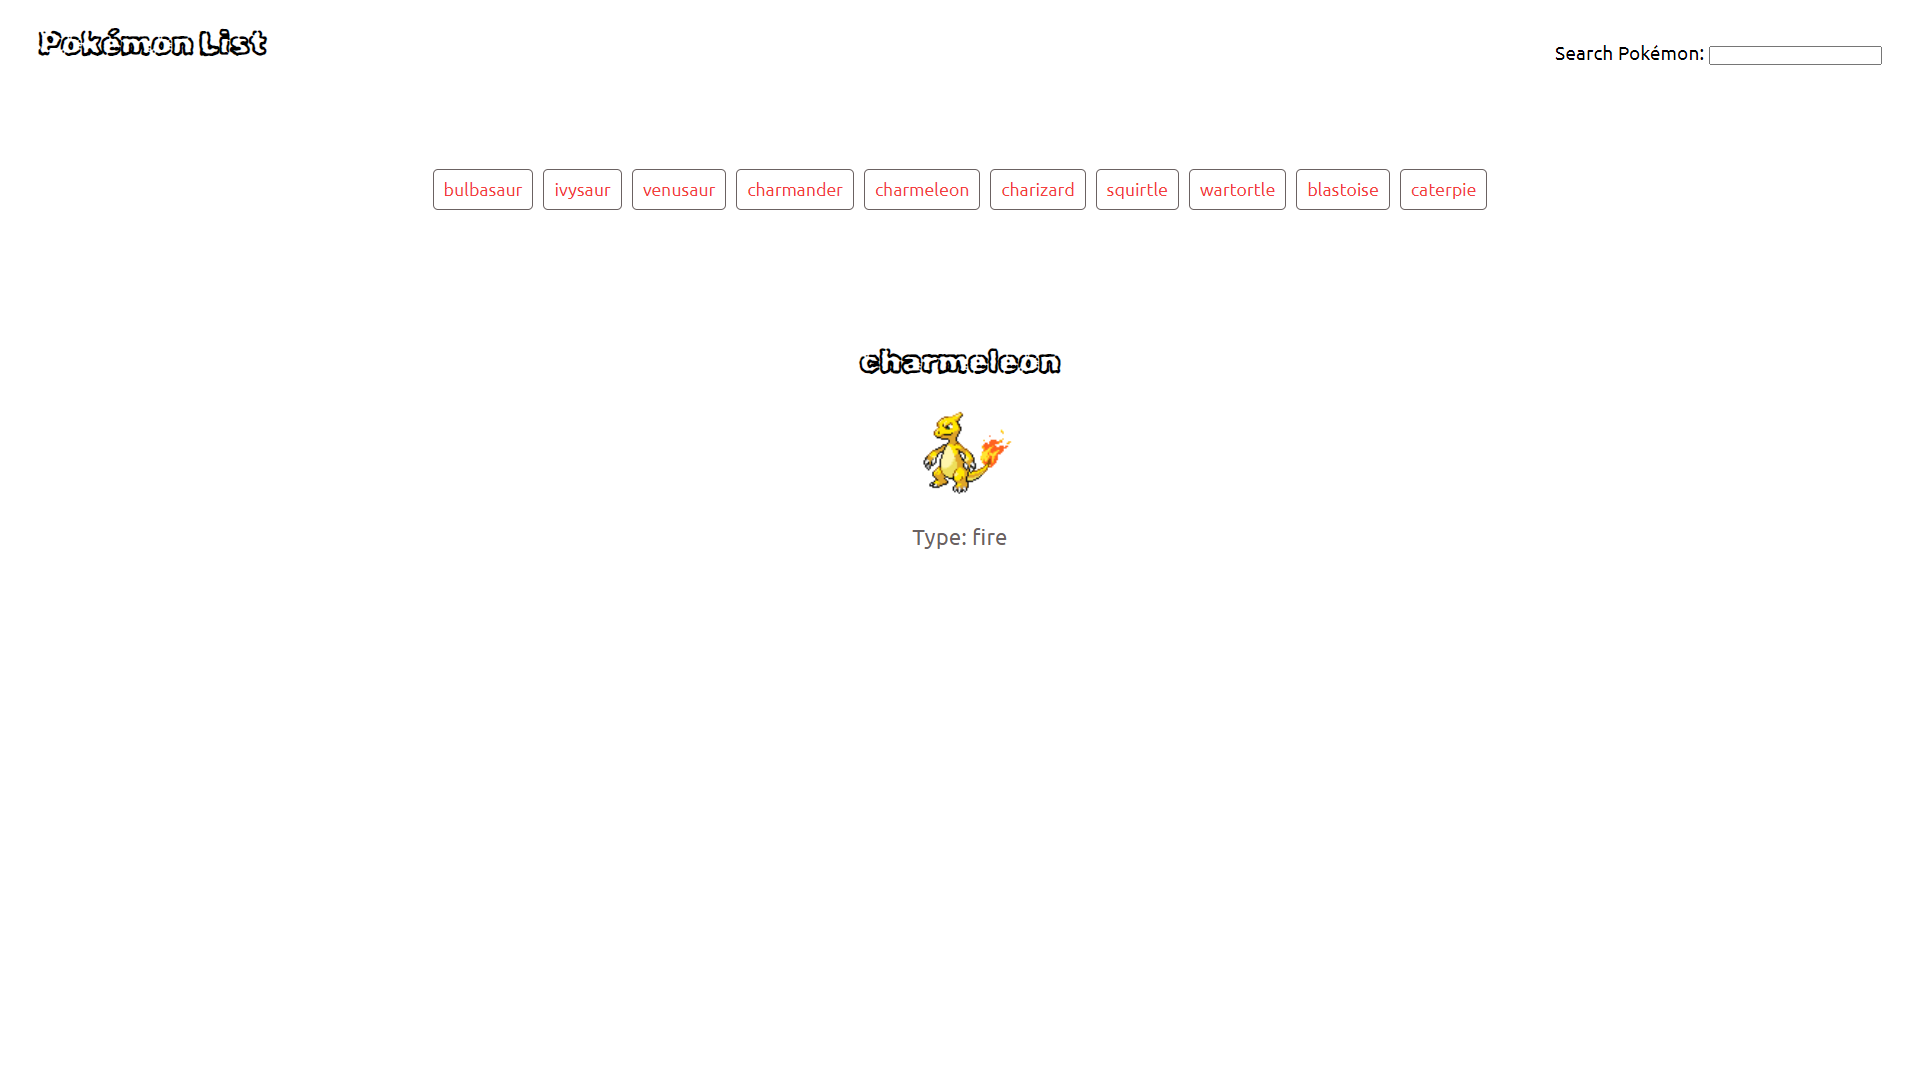 Pokémon List
Search Pokémon:
bulbasaur ivysaur venusaur charmander charmeleon charizard squirtle wartortle blastoise caterpie
charmeleon
Type: fire